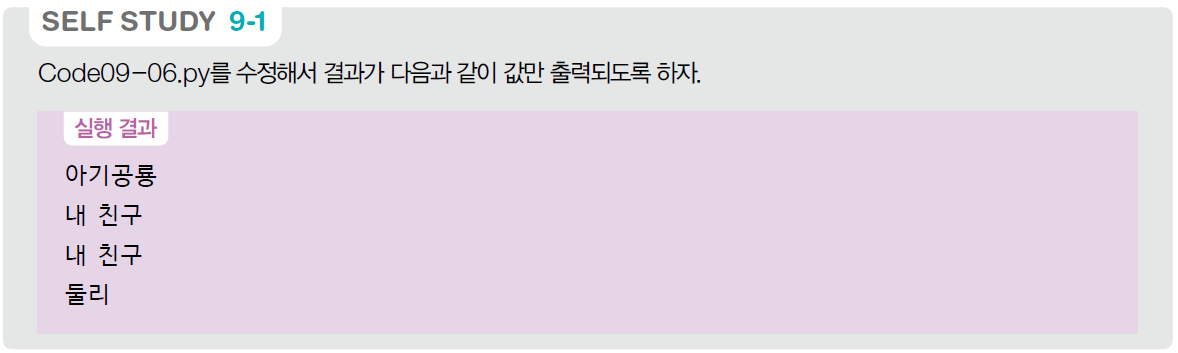 SELF STUDY 9-1
Code09-06.py를 수정해서 결과가 다음과 같이 값만 출력되도록 하자.
실행 결과
아기공룡
내 친구
내 친구
둘리